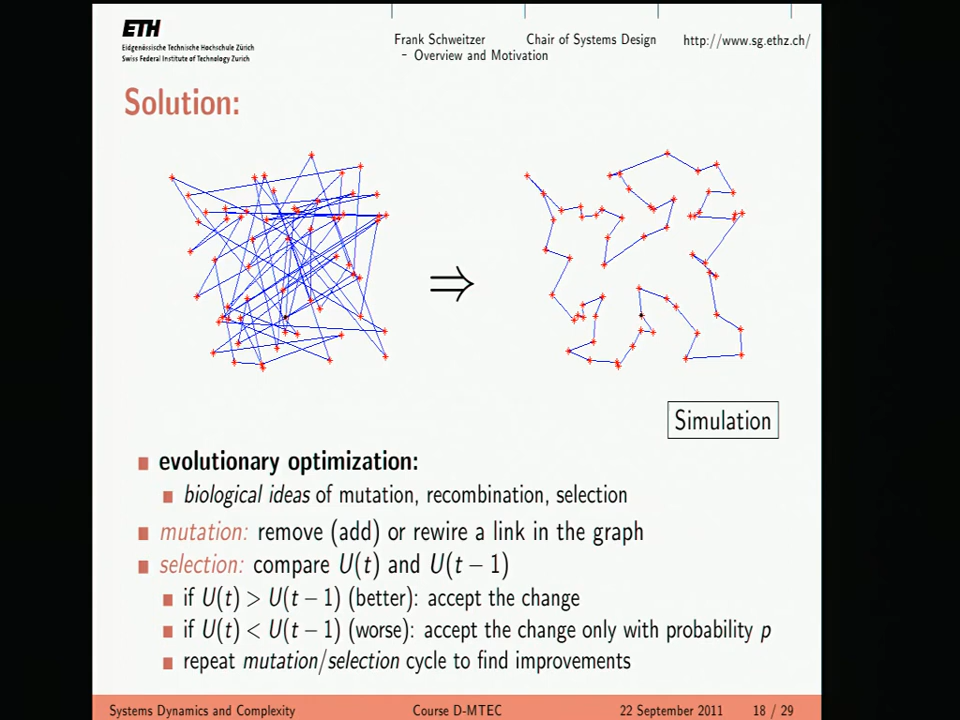 ETH
Eidgenössische Technische Hochschule Zürich
Swiss Federal Institute of Technology Zurich
Frank Schweitzer Chair of Systems Design http://www.sg.ethz.ch/
– Overview and Motivation
Solution:
⇒
Simulation
evolutionary optimization:
biological ideas of mutation, recombination, selection
mutation: remove (add) or rewire a link in the graph
selection: compare U(t) and U(t − 1)
if U(t) > U(t − 1) (better): accept the change
if U(t) < U(t − 1) (worse): accept the change only with probability p
repeat mutation/selection cycle to find improvements
Systems Dynamics and Complexity Course D-MTEC 22 September 2011 18 / 29